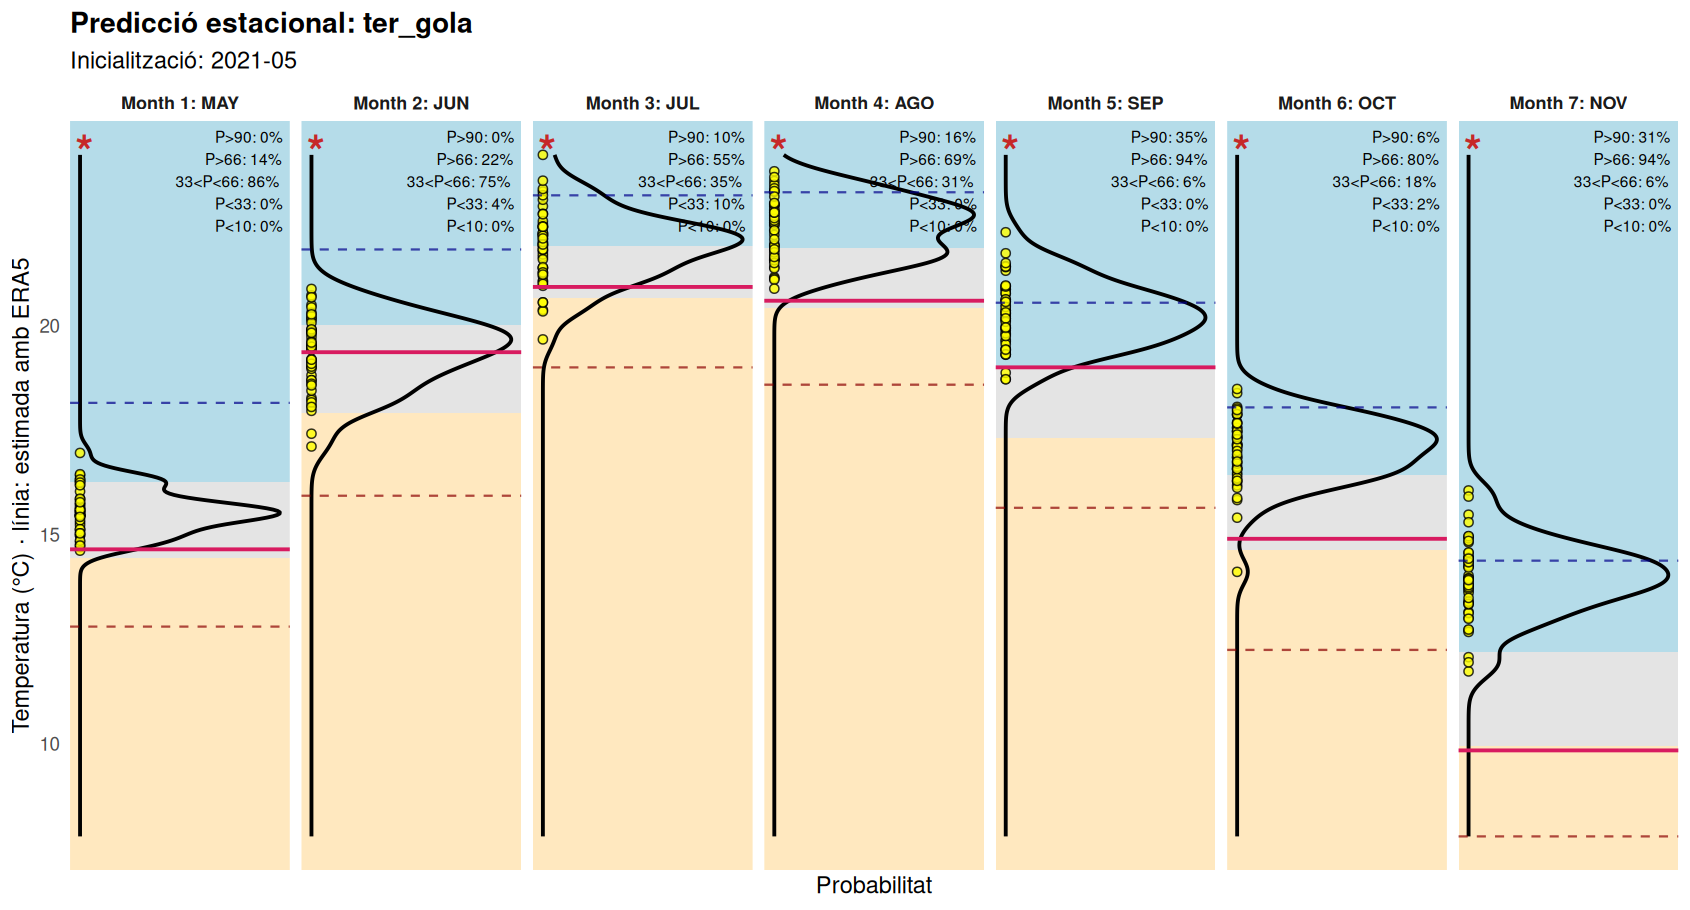 Predicció estacional: ter_gola
Inicialització: 2021-05
Month 1: MAY
Month 2: JUN
Month 3: JUL
Month 4: AGO
Month 5: SEP
Month 6: OCT
Month 7: NOV
P>90: 0%
P>66: 14%
33<P<66: 86%
P<33: 0%
P<10: 0%
P>90: 0%
P>66: 22%
33<P<66: 75%
P<33: 4%
P<10: 0%
P>90: 10%
P>66: 55%
33<P<66: 35%
P<33: 10%
P<10: 0%
P>90: 16%
P>66: 69%
33<P<66: 31%
P<33: 0%
P<10: 0%
P>90: 35%
P>66: 94%
33<P<66: 6%
P<33: 0%
P<10: 0%
P>90: 6%
P>66: 80%
33<P<66: 18%
P<33: 2%
P<10: 0%
P>90: 31%
P>66: 94%
33<P<66: 6%
P<33: 0%
P<10: 0%
20
15
10
Temperatura (°C) · línia: estimada amb ERA5
Probabilitat